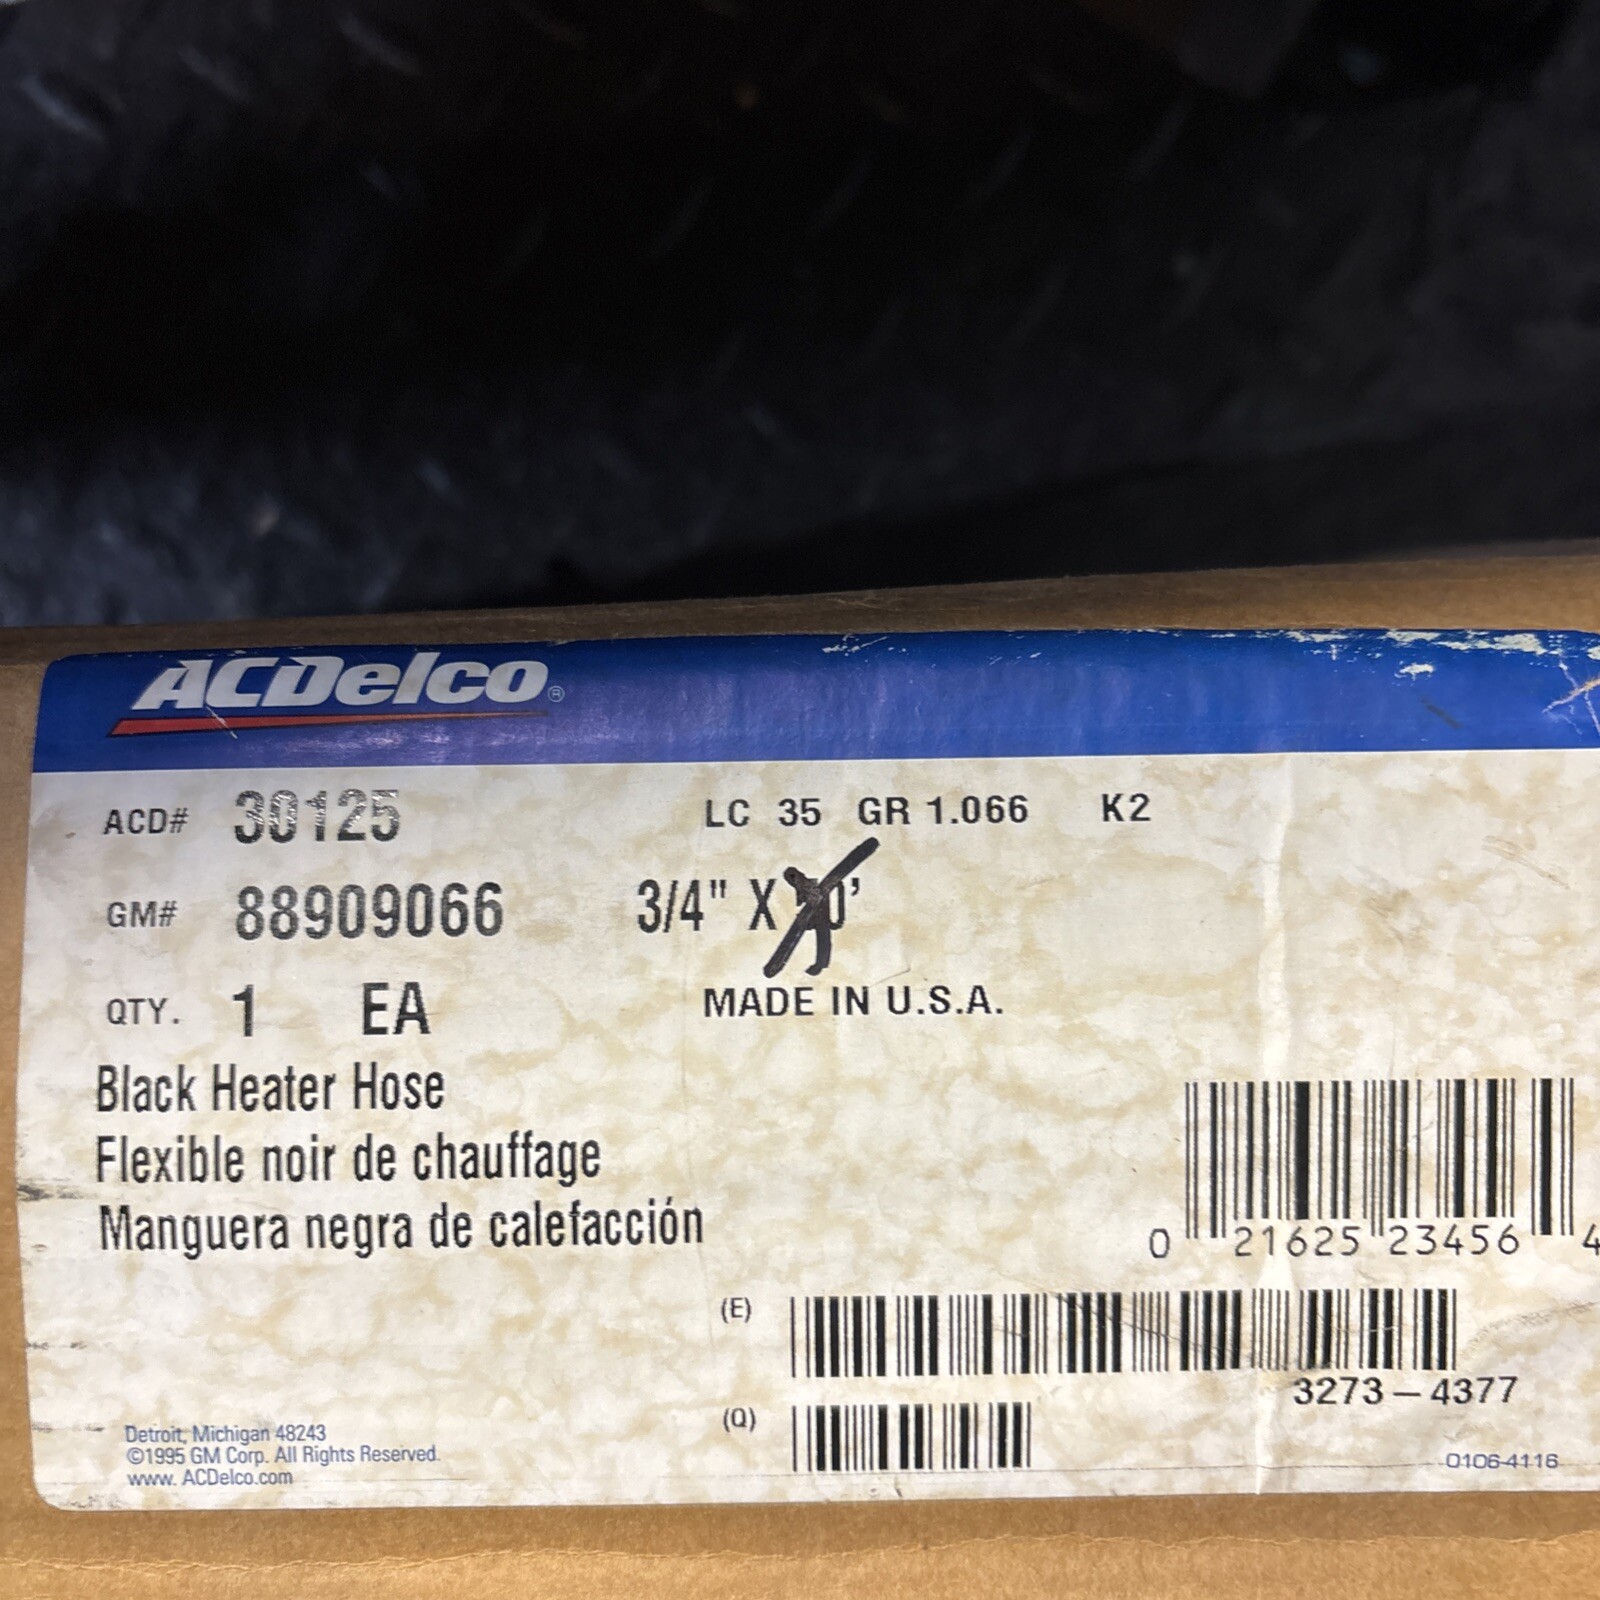 ACDelco®
ACD# 30125 LC 35 GR 1.066 K2
GM# 88909066 3/4" X
QTY. 1 EA MADE IN U.S.A.
Black Heater Hose
Flexible noir de chauffage
Manguera negra de calefacción
0 21625 23456 4
(E)
3273-4377
(Q)
Detroit, Michigan 48243
©1995 GM Corp. All Rights Reserved.
www. ACDelco.com
0106-4116